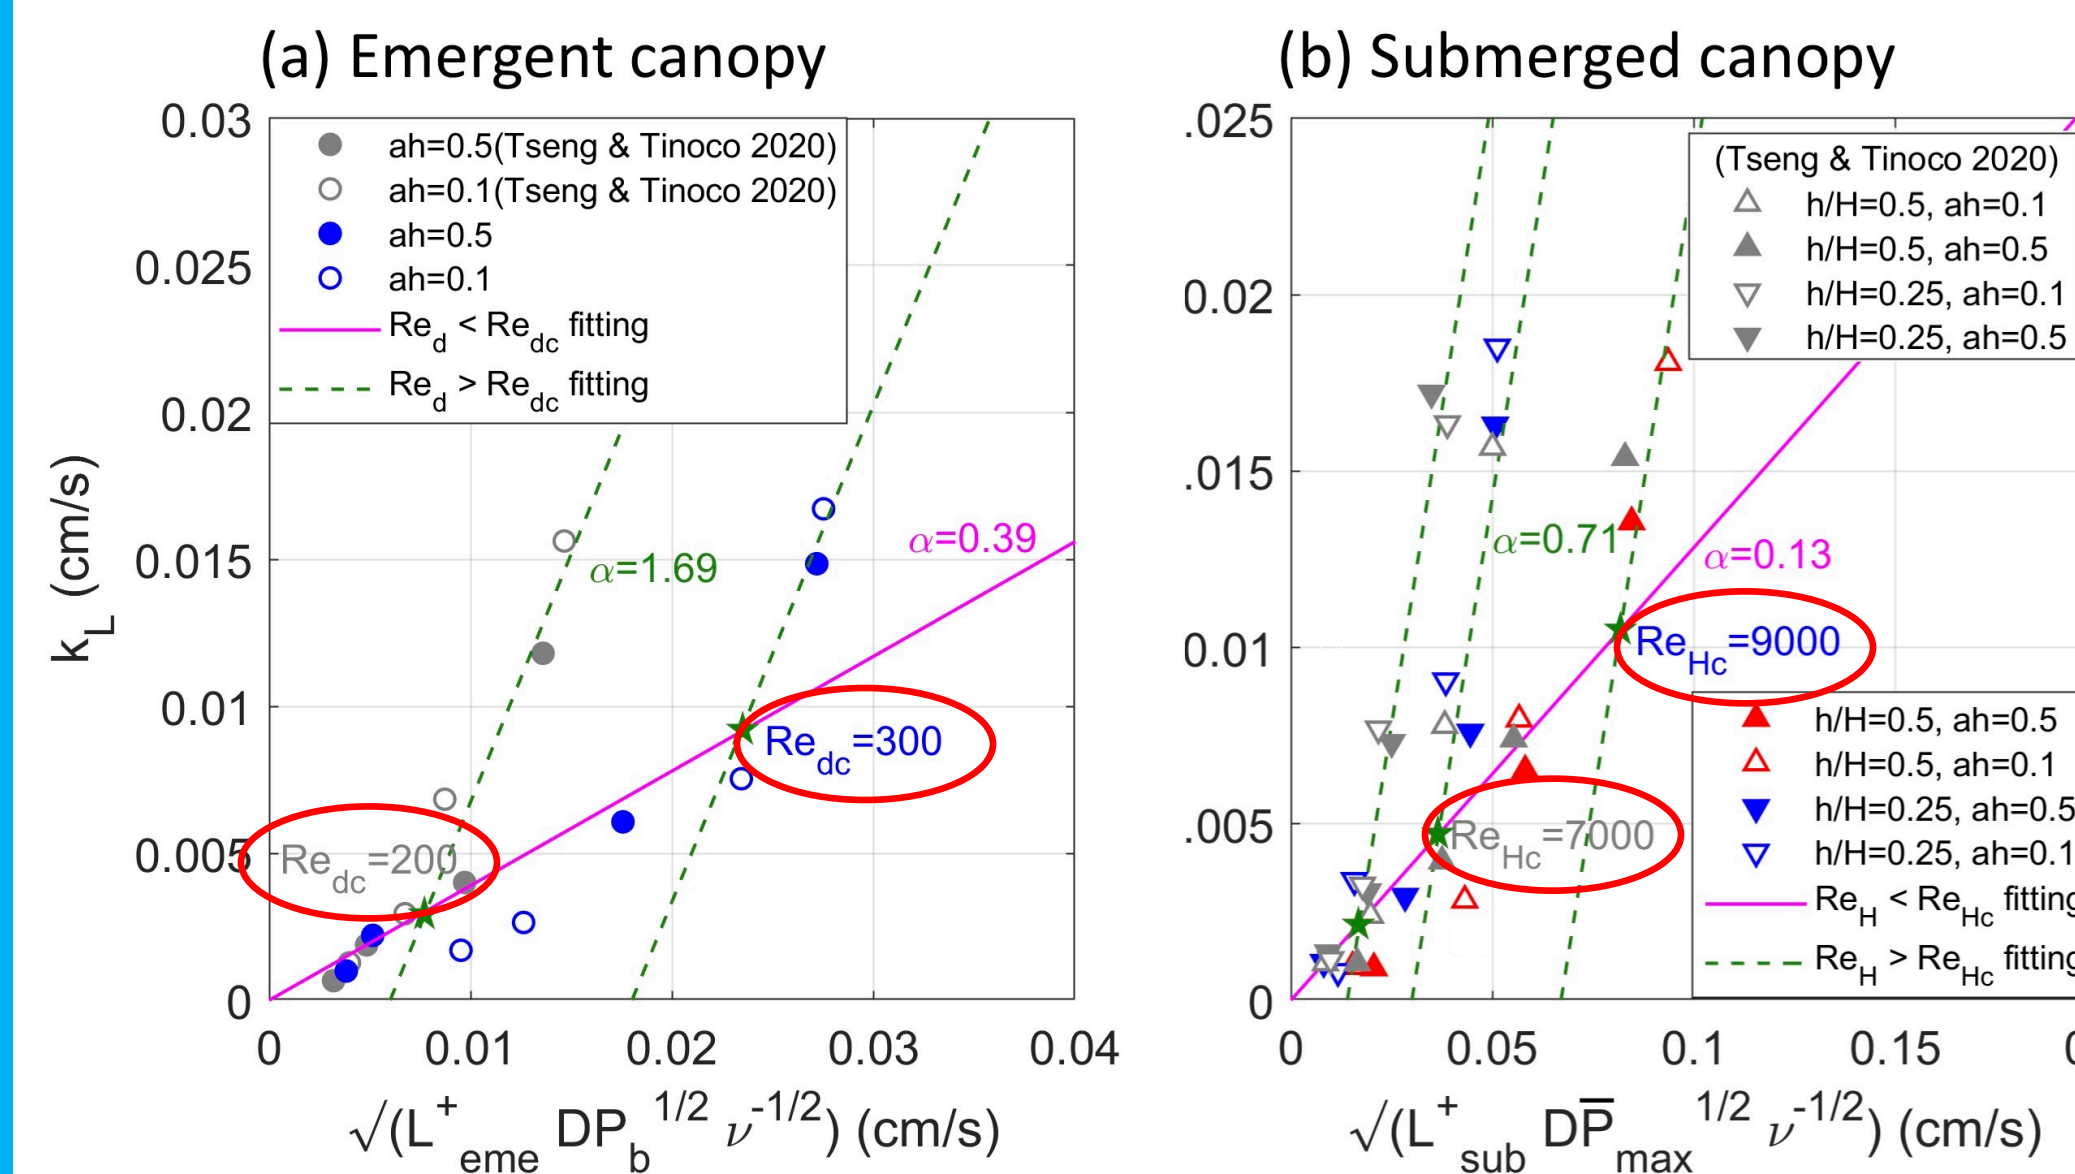 (a) Emergent canopy
0.03
0.025
0.02
0.015
0.01
0.005
0
k_L (cm/s)
ah=0.5(Tseng & Tinoco 2020)
ah=0.1(Tseng & Tinoco 2020)
ah=0.5
ah=0.1
Re_d < Re_dc fitting
Re_d > Re_dc fitting
α=1.69
α=0.39
Re_dc=300
Re_dc=200
0 0.01 0.02 0.03 0.04
√(L^+_eme DP_b^1/2 ν^-1/2) (cm/s)
(b) Submerged canopy
.025
0.02
.015
0.01
.005
0
(Tseng & Tinoco 2020)
h/H=0.5, ah=0.1
h/H=0.5, ah=0.5
h/H=0.25, ah=0.1
h/H=0.25, ah=0.5
α=0.71
α=0.13
Re_Hc=9000
Re_Hc=7000
h/H=0.5, ah=0.5
h/H=0.5, ah=0.1
h/H=0.25, ah=0.5
h/H=0.25, ah=0.1
Re_H < Re_Hc fitting
Re_H > Re_Hc fitting
0 0.05 0.1 0.15
√(L^+_sub DP̅_max^1/2 ν^-1/2) (cm/s)